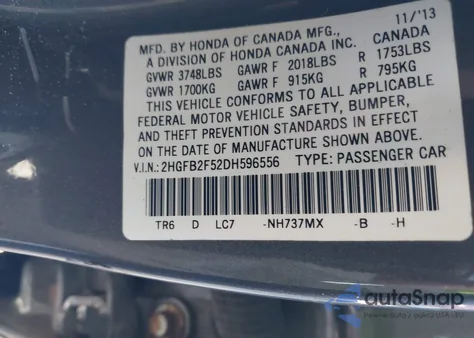 MFD. BY HONDA OF CANADA MFG., 11/'13
A DIVISION OF HONDA CANADA INC. CANADA
GVWR 3748LBS GAWR F 2018LBS R 1753LBS
GVWR 1700KG GAWR F 915KG R 795KG
THIS VEHICLE CONFORMS TO ALL APPLICABLE
FEDERAL MOTOR VEHICLE SAFETY, BUMPER,
AND THEFT PREVENTION STANDARDS IN EFFECT
ON THE DATE OF MANUFACTURE SHOWN ABOVE.
V.I.N.: 2HGFB2F52DH596556 TYPE: PASSENGER CAR
TR6 D LC7 -NH737MX -B -H
autoSnap